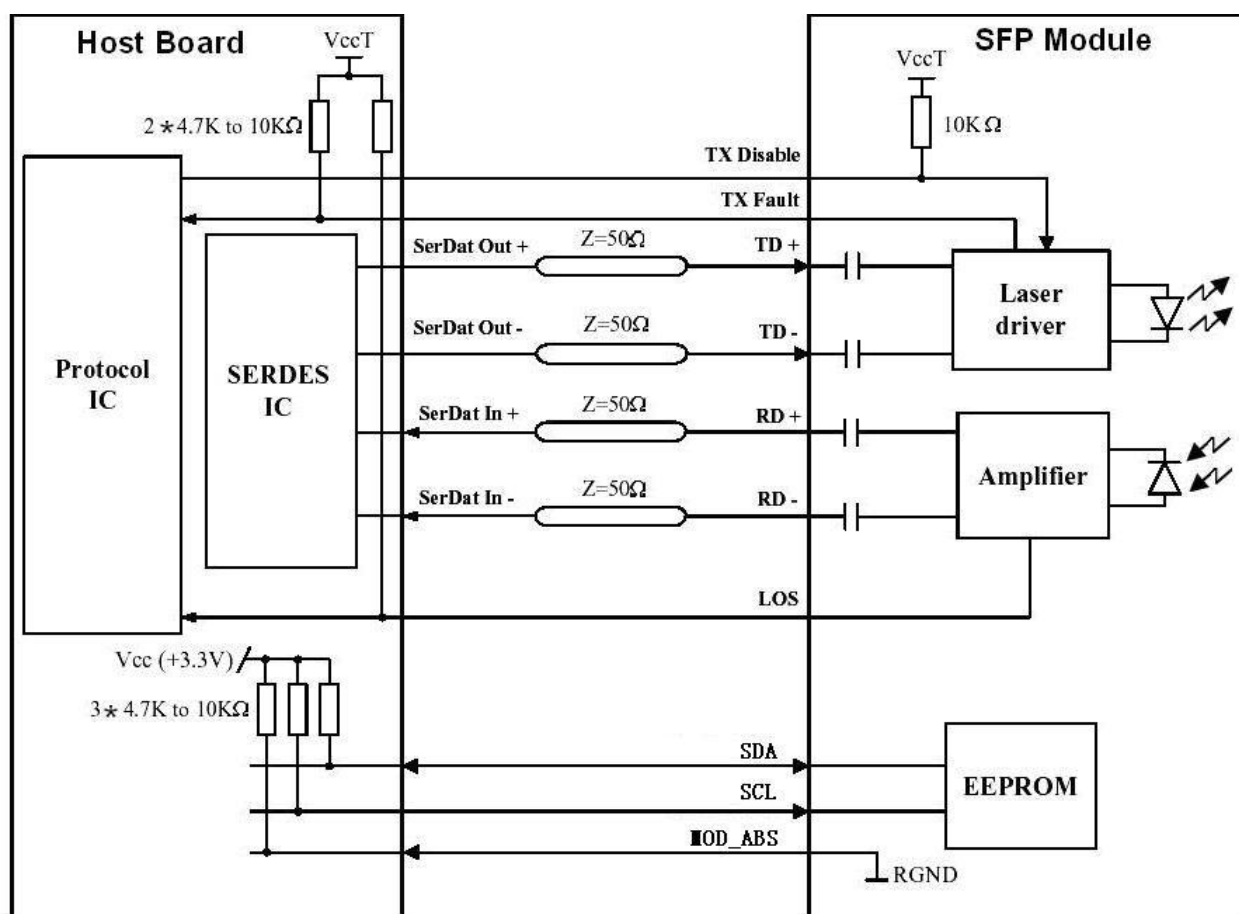 Host Board
SFP Module
VccT
VccT
2*4.7K to 10KΩ
10KΩ
TX Disable
TX Fault
SerDat Out +
Z=50Ω
TD +
Laser
driver
SerDat Out -
Z=50Ω
TD -
Protocol
IC
SERDES
IC
SerDat In +
Z=50Ω
RD +
Amplifier
SerDat In -
Z=50Ω
RD -
LOS
Vcc (+3.3V)
3*4.7K to 10KΩ
SDA
EEPROM
SCL
MOD_ABS
RGND